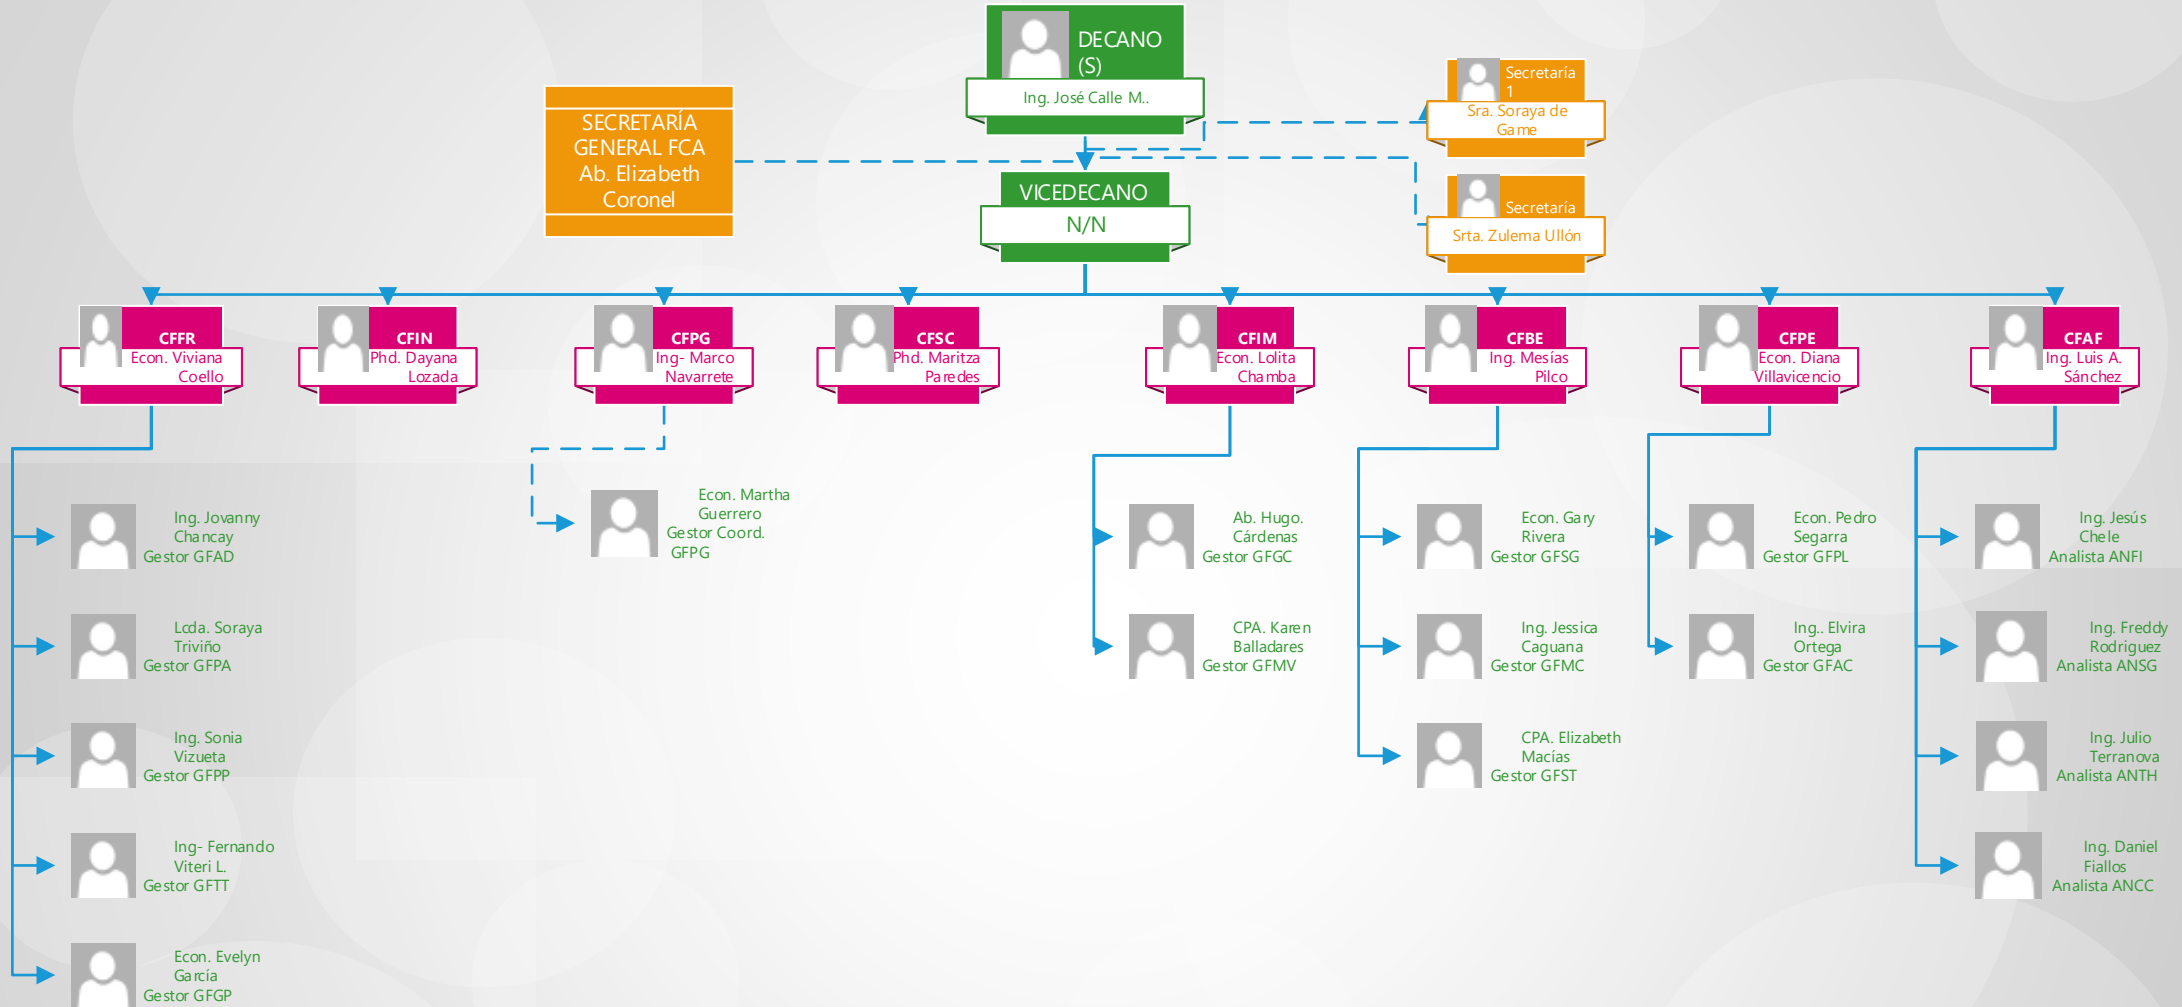 DECANO
(S)
Ing. José Calle M..
SECRETARÍA
GENERAL FCA
Ab. Elizabeth
Coronel
Secretaría
1
Sra. Soraya de
Game
Secretaría
Srta. Zulema Ullón
VICEDECANO
N/N
CFFR
Econ. Viviana
Coello
CFIN
Phd. Dayana
Lozada
CFPG
Ing- Marco
Navarrete
CFSC
Phd. Maritza
Paredes
CFIM
Econ. Lolita
Chamba
CFBE
Ing. Mesías
Pilco
CFPE
Econ. Diana
Villavicencio
CFAF
Ing. Luis A.
Sánchez
Ing. Jovanny
Chancay
Gestor GFAD
Lcda. Soraya
Triviño
Gestor GFPA
Ing. Sonia
Vizueta
Gestor GFPP
Ing- Fernando
Viteri L.
Gestor GFTT
Econ. Evelyn
García
Gestor GFGP
Econ. Martha
Guerrero
Gestor Coord.
GFPG
Ab. Hugo.
Cárdenas
Gestor GFGC
CPA. Karen
Balladares
Gestor GFMV
Econ. Gary
Rivera
Gestor GFSG
Ing. Jessica
Caguana
Gestor GFMC
CPA. Elizabeth
Macías
Gestor GFST
Econ. Pedro
Segarra
Gestor GFPL
Ing.. Elvira
Ortega
Gestor GFAC
Ing. Jesús
Chele
Analista ANFI
Ing. Freddy
Rodriguez
Analista ANSG
Ing. Julio
Terranova
Analista ANTH
Ing. Daniel
Fiallos
Analista ANCC